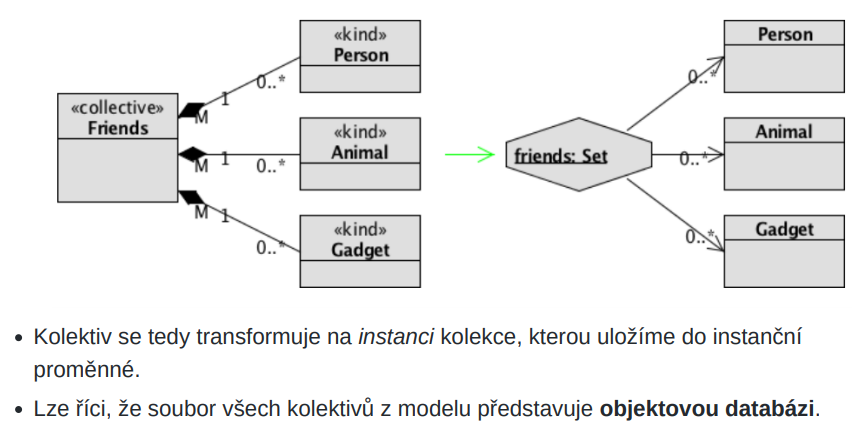 «kind»
Person
0..*
1
M
«collective»
Friends
«kind»
Animal
M
1
0..*
M
1
0..*
«kind»
Gadget
friends: Set
Person
0..*
Animal
0..*
Gadget
0..*
• Kolektiv se tedy transformuje na instanci kolekce, kterou uložíme do instanční
proměnné.
• Lze říci, že soubor všech kolektivů z modelu představuje objektovou databázi.